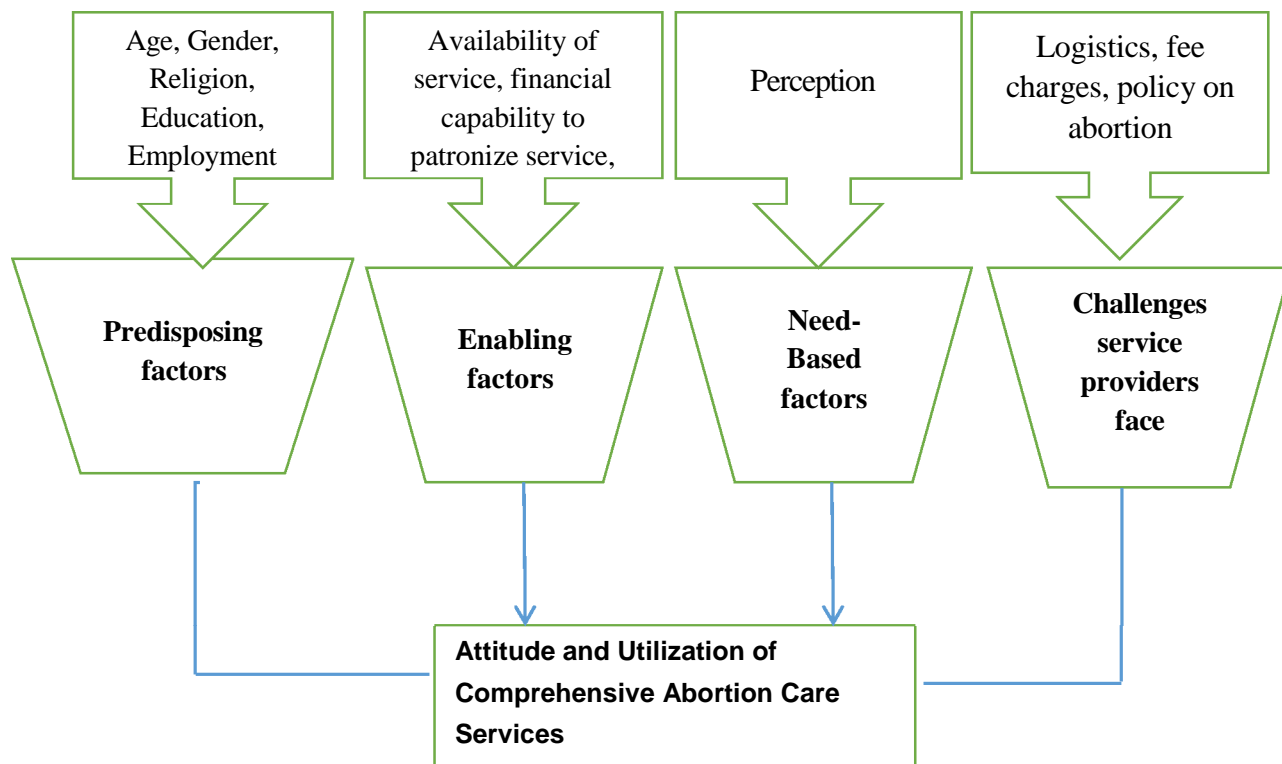 Age, Gender,
Religion,
Education,
Employment
Availability of
service, financial
capability to
patronize service,
Perception
Logistics, fee
charges, policy on
abortion
Predisposing
factors
Enabling
factors
Need-
Based
factors
Challenges
service
providers
face
Attitude and Utilization of
Comprehensive Abortion Care
Services